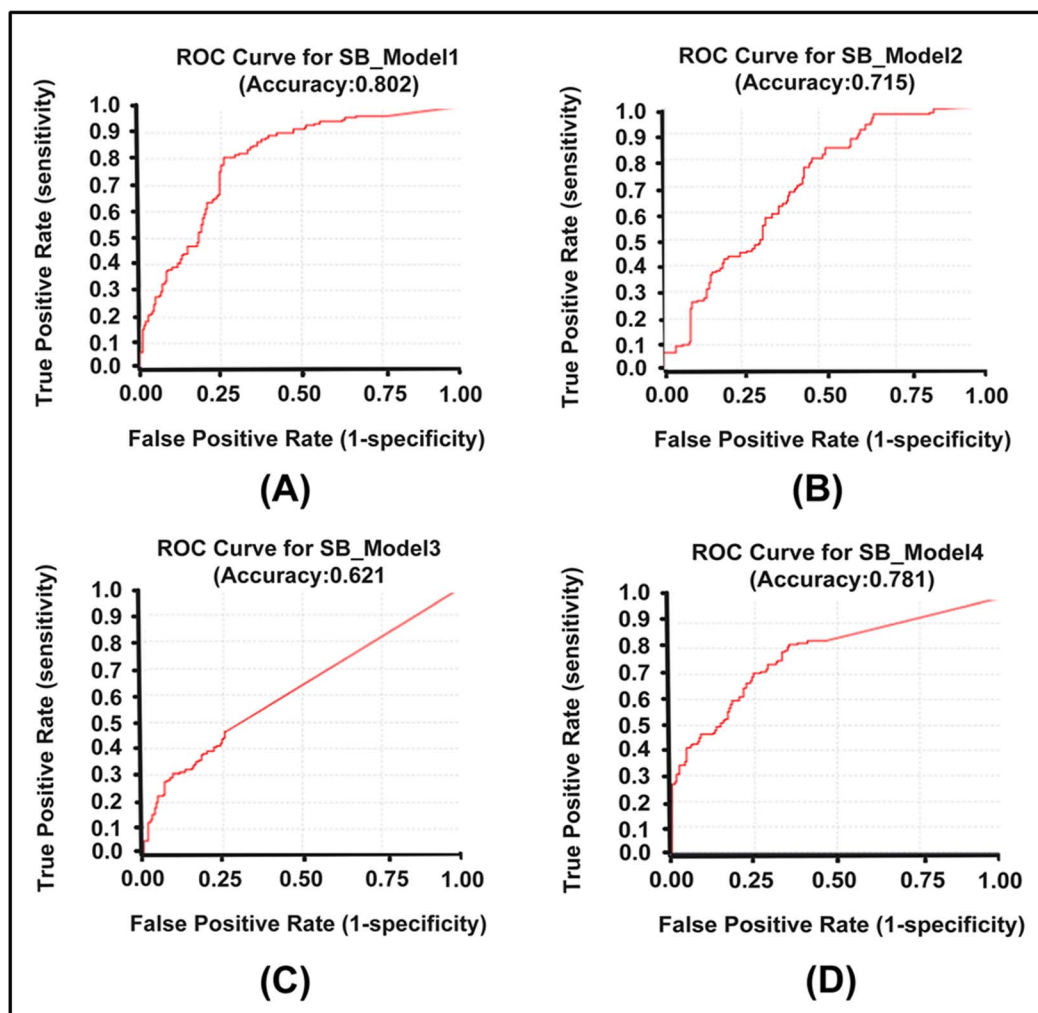 ROC Curve for SB_Model1
(Accuracy:0.802)
True Positive Rate (sensitivity)
1.0
0.9
0.8
0.7
0.6
0.5
0.4
0.3
0.2
0.1
0.0
0.00 0.25 0.50 0.75 1.00
False Positive Rate (1-specificity)
(A)
ROC Curve for SB_Model2
(Accuracy:0.715)
True Positive Rate (sensitivity)
1.0
0.9
0.8
0.7
0.6
0.5
0.4
0.3
0.2
0.1
0.0
0.00 0.25 0.50 0.75 1.00
False Positive Rate (1-specificity)
(B)
ROC Curve for SB_Model3
(Accuracy:0.621
True Positive Rate (sensitivity)
1.0
0.9
0.8
0.7
0.6
0.5
0.4
0.3
0.2
0.1
0.0
0.00 0.25 0.50 0.75 1.00
False Positive Rate (1-specificity)
(C)
ROC Curve for SB_Model4
(Accuracy:0.781)
True Positive Rate (sensitivity)
1.0
0.9
0.8
0.7
0.6
0.5
0.4
0.3
0.2
0.1
0.0
0.00 0.25 0.50 0.75 1.00
False Positive Rate (1-specificity)
(D)